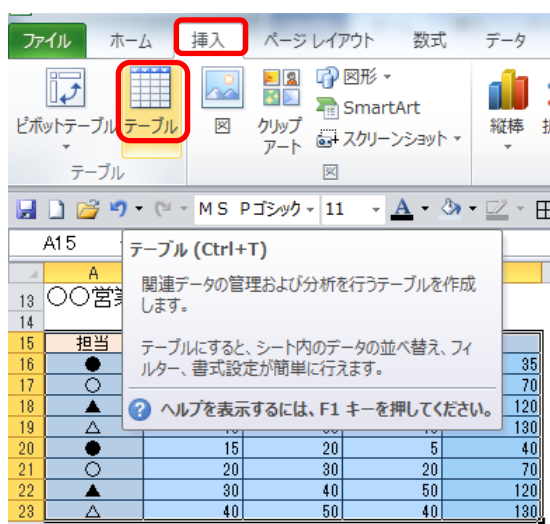 ファイル ホーム 挿入 ページ レイアウト 数式 データ
ピボットテーブル テーブル 図 クリップ アート 図形 SmartArt スクリーンショット 縦棒
テーブル 図
ＭＳ Ｐゴシック 11 A
A15
テーブル (Ctrl+T)
関連データの管理および分析を行うテーブルを作成
します。
テーブルにすると、シート内のデータの並べ替え、フィ
ルター、書式設定が簡単に行えます。
ヘルプを表示するには、F1 キーを押してください。
A
13 〇〇営業
14
15 担当
16 ● 35
17 ○ 70
18 ▲ 120
19 △ 130
20 ● 15 20 5 40
21 ○ 20 30 20 70
22 ▲ 30 40 50 120
23 △ 40 50 40 130